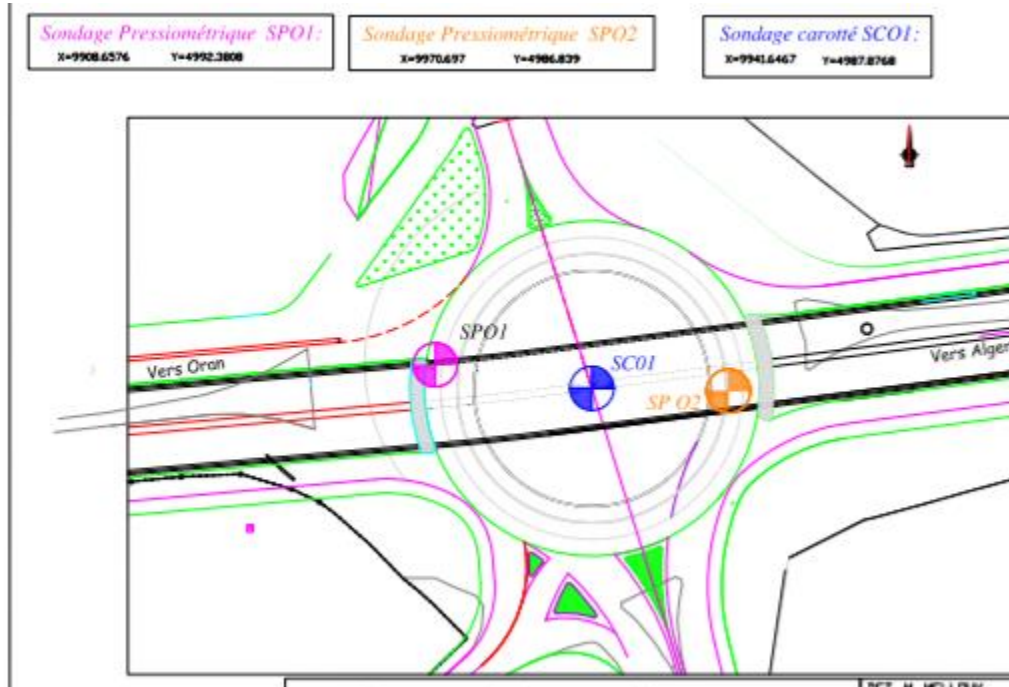 Sondage Pressiométrique SPO1:
X=9908.6576 Y=4992.3808
Sondage Pressiométrique SPO2
X=9970.697 Y=4986.839
Sondage carotté SCO1:
X=9941.6467 Y=4987.8768
SPO1
Vers Oran
SC01
SP O2
Vers Alger